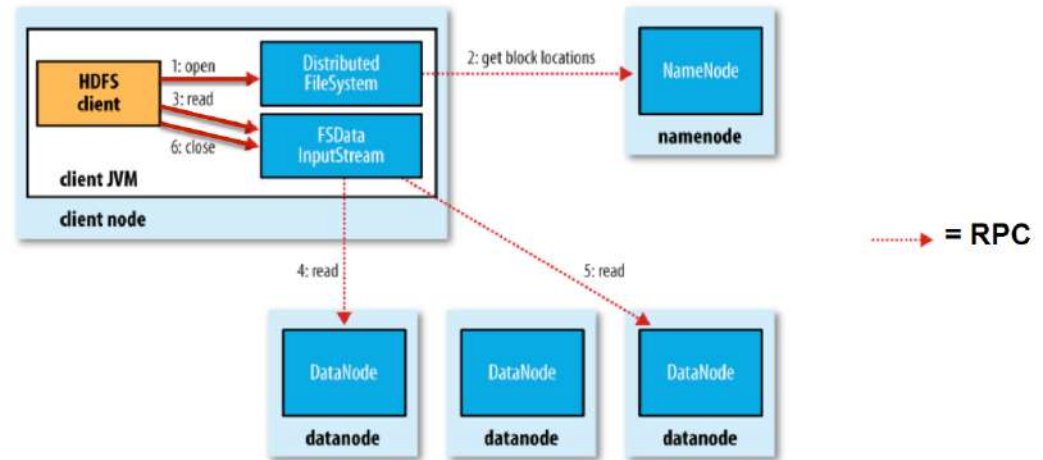 1: open
Distributed
FileSystem
2: get block locations
NameNode
HDFS
client
3: read
FSData
InputStream
6: close
namenode
client JVM
client node
= RPC
4: read
5: read
DataNode
DataNode
DataNode
datanode
datanode
datanode